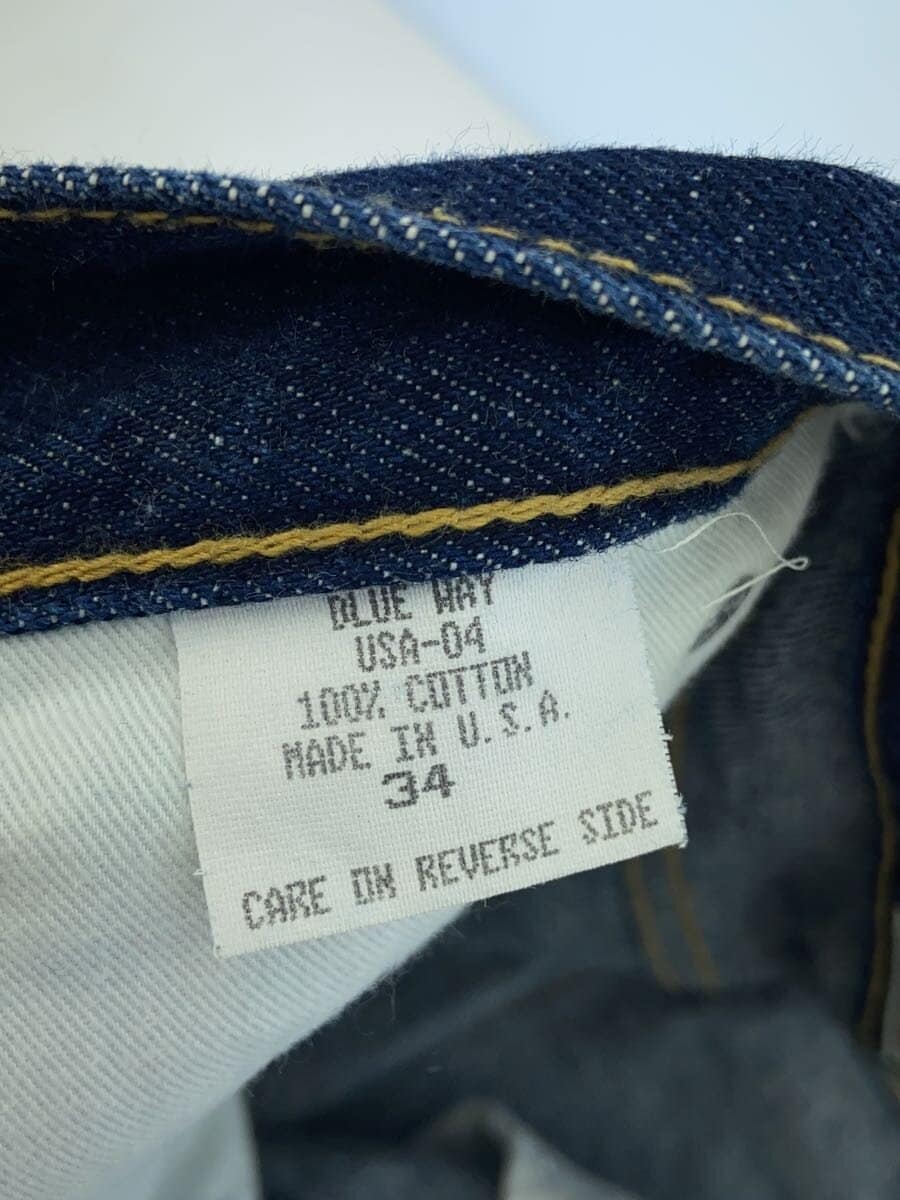 BLUE WAY
USA-04
100% COTTON
MADE IN U.S.A.
34
CARE ON REVERSE SIDE